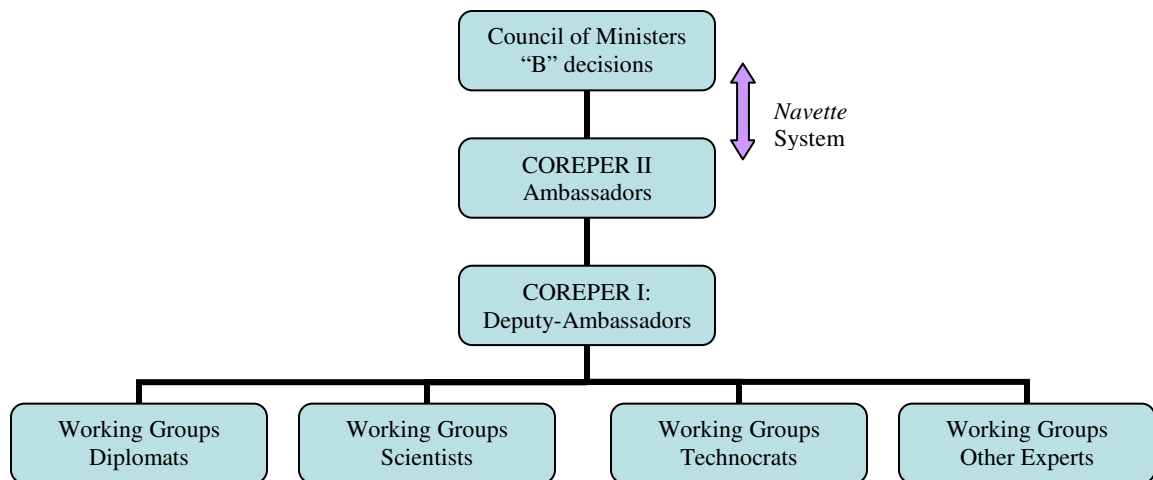 Council of Ministers
“B” decisions
Navette
System
COREPER II
Ambassadors
COREPER I:
Deputy-Ambassadors
Working Groups
Diplomats
Working Groups
Scientists
Working Groups
Technocrats
Working Groups
Other Experts